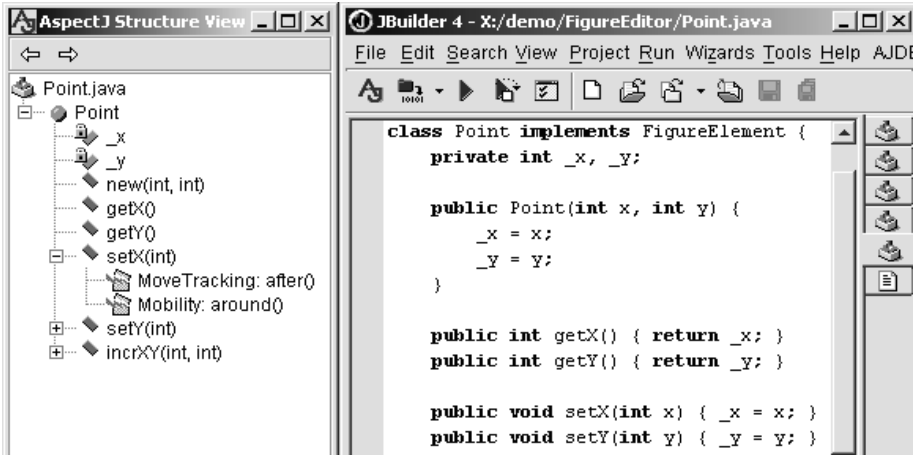 AspectJ Structure View
Point.java
Point
_x
_y
new(int, int)
getX()
getY()
setX(int)
MoveTracking: after()
Mobility: around()
setY(int)
incrXY(int, int)
JBuilder 4 - X:/demo/FigureEditor/Point.java
File Edit Search View Project Run Wizards Tools Help AJDE
class Point implements FigureElement {
private int _x, _y;
public Point(int x, int y) {
_x = x;
_y = y;
}
public int getX() { return _x; }
public int getY() { return _y; }
public void setX(int x) { _x = x; }
public void setY(int y) { _y = y; }